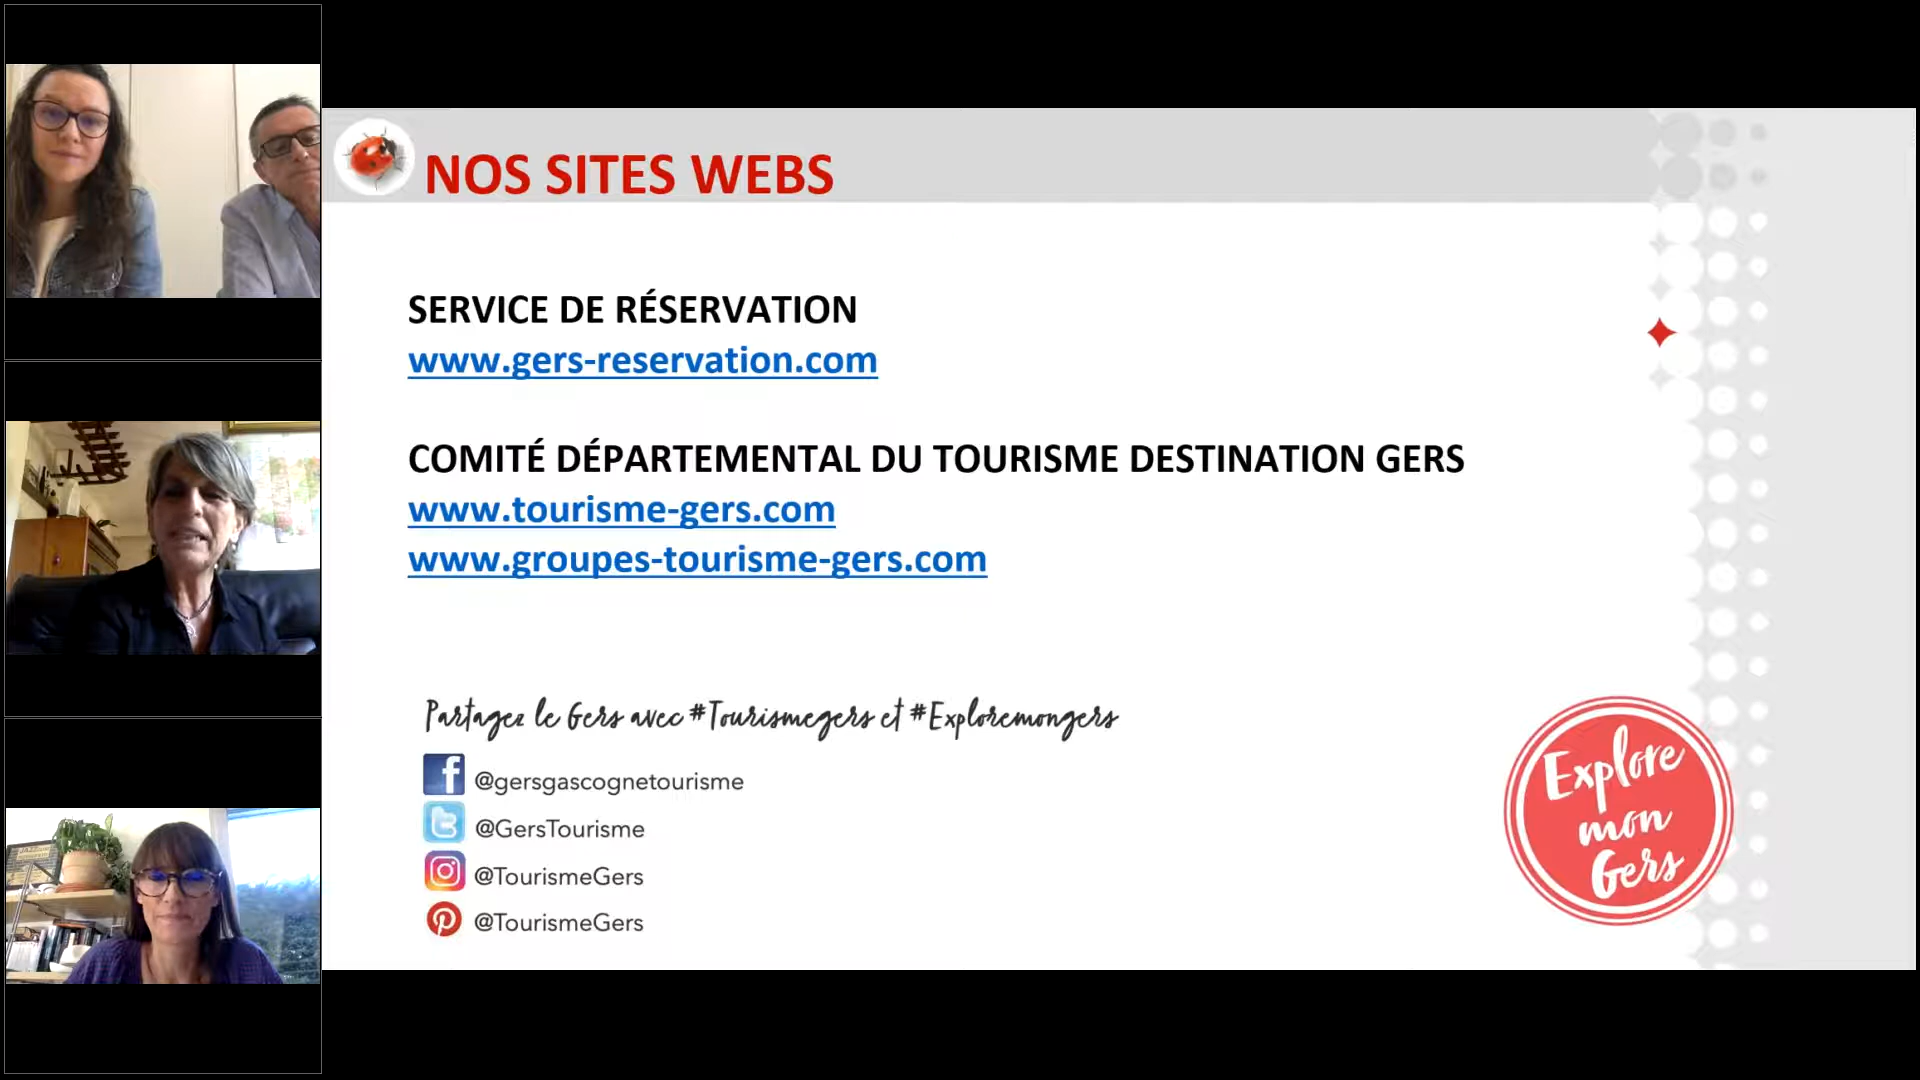 NOS SITES WEBS
SERVICE DE RÉSERVATION
www.gers-reservation.com
COMITÉ DÉPARTEMENTAL DU TOURISME DESTINATION GERS
www.tourisme-gers.com
www.groupes-tourisme-gers.com
Partagez le Gers avec #Tourismegers et #Exploremongers
@gersgascognetourisme
@GersTourisme
@TourismeGers
@TourismeGers
Explore
mon
Gers